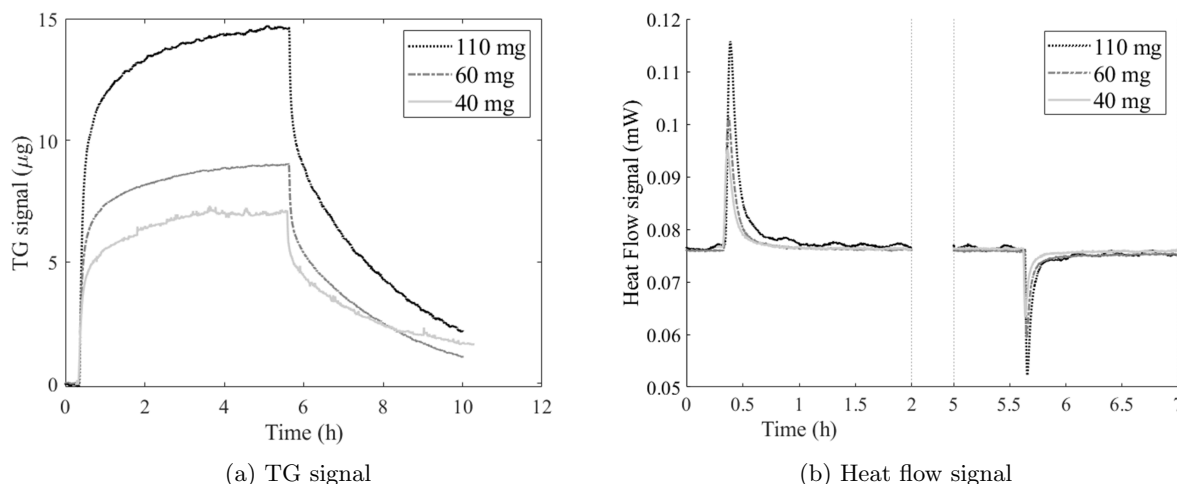 15
10
5
0
TG signal (μg)
110 mg
60 mg
40 mg
0 2 4 6 8 10 12
Time (h)
(a) TG signal
0.12
0.11
0.1
0.09
0.08
0.07
0.06
0.05
Heat Flow signal (mW)
110 mg
60 mg
40 mg
0 0.5 1 1.5 2 5 5.5 6 6.5 7
Time (h)
(b) Heat flow signal